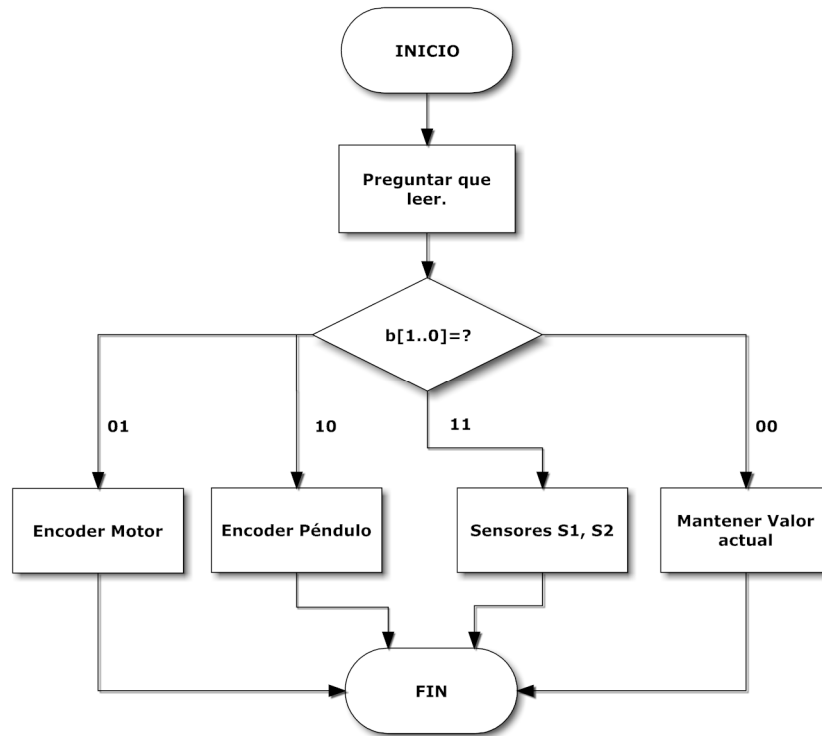 INICIO
Preguntar que
leer.
b[1..0]=?
01
10
11
00
Encoder Motor
Encoder Péndulo
Sensores S1, S2
Mantener Valor
actual
FIN